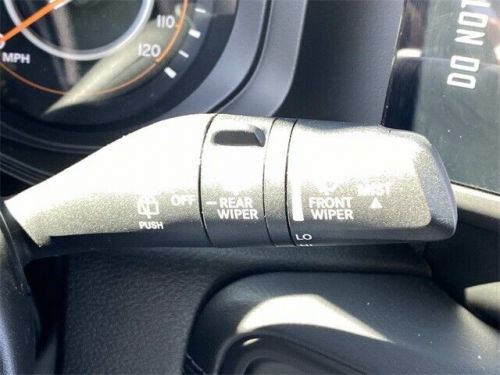 110
120
MPH
DO NOT
OFF
PUSH
REAR
WIPER
FRONT
WIPER
MIST
LO